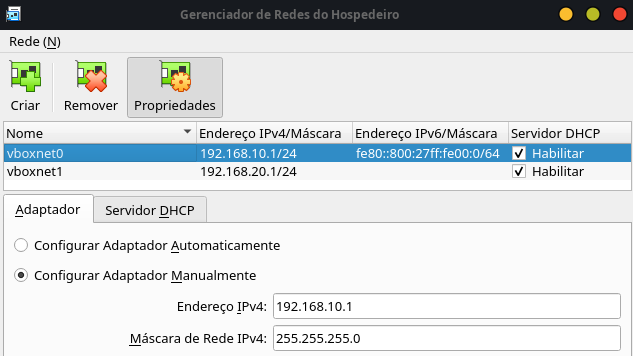 Gerenciador de Redes do Hospedeiro
Rede (N)
Criar Remover Propriedades
Nome Endereço IPv4/Máscara Endereço IPv6/Máscara Servidor DHCP
vboxnet0 192.168.10.1/24 fe80::800:27ff:fe00:0/64 Habilitar
vboxnet1 192.168.20.1/24 Habilitar
Adaptador Servidor DHCP
Configurar Adaptador Automaticamente
Configurar Adaptador Manualmente
Endereço IPv4: 192.168.10.1
Máscara de Rede IPv4: 255.255.255.0